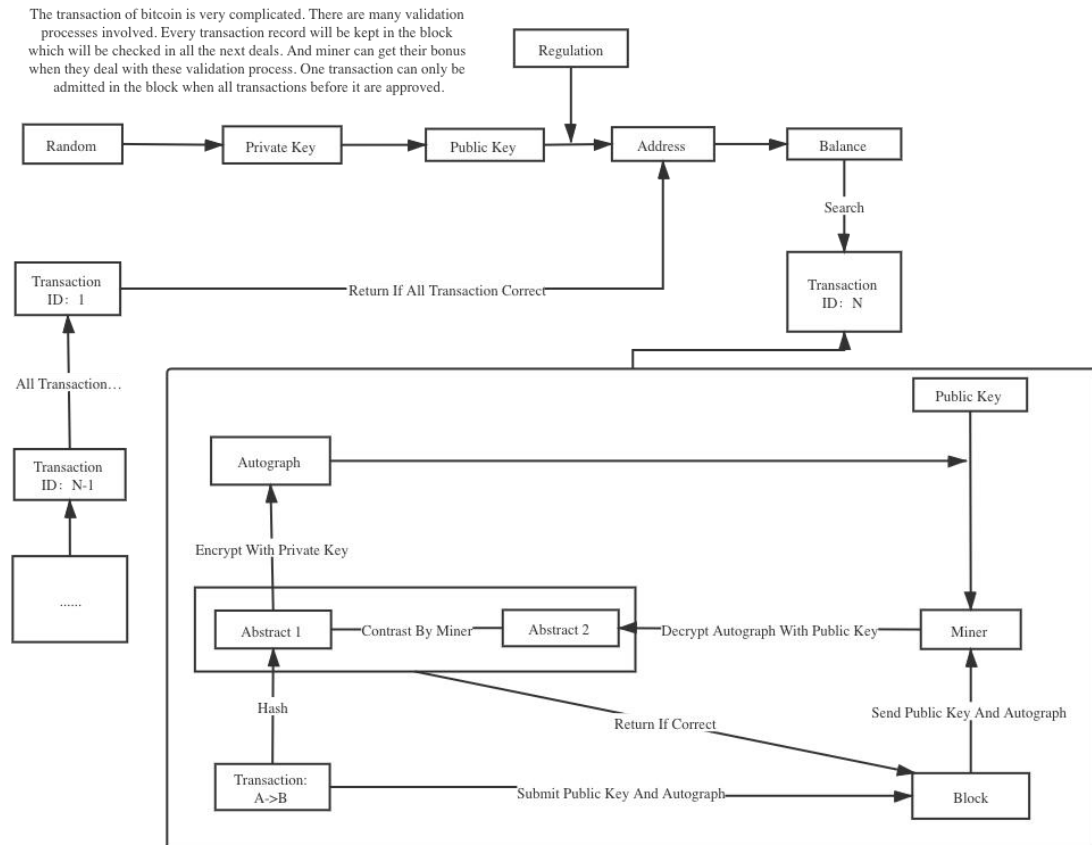 The transaction of bitcoin is very complicated. There are many validation
processes involved. Every transaction record will be kept in the block
which will be checked in all the next deals. And miner can get their bonus
when they deal with these validation process. One transaction can only be
admitted in the block when all transactions before it are approved.
Regulation
Random
Private Key
Public Key
Address
Balance
Search
Transaction
ID: 1
Return If All Transaction Correct
Transaction
ID: N
All Transaction…
Public Key
Transaction
ID: N-1
Autograph
Encrypt With Private Key
......
Abstract 1
Contrast By Miner
Abstract 2
Decrypt Autograph With Public Key
Miner
Hash
Return If Correct
Send Public Key And Autograph
Transaction:
A->B
Submit Public Key And Autograph
Block